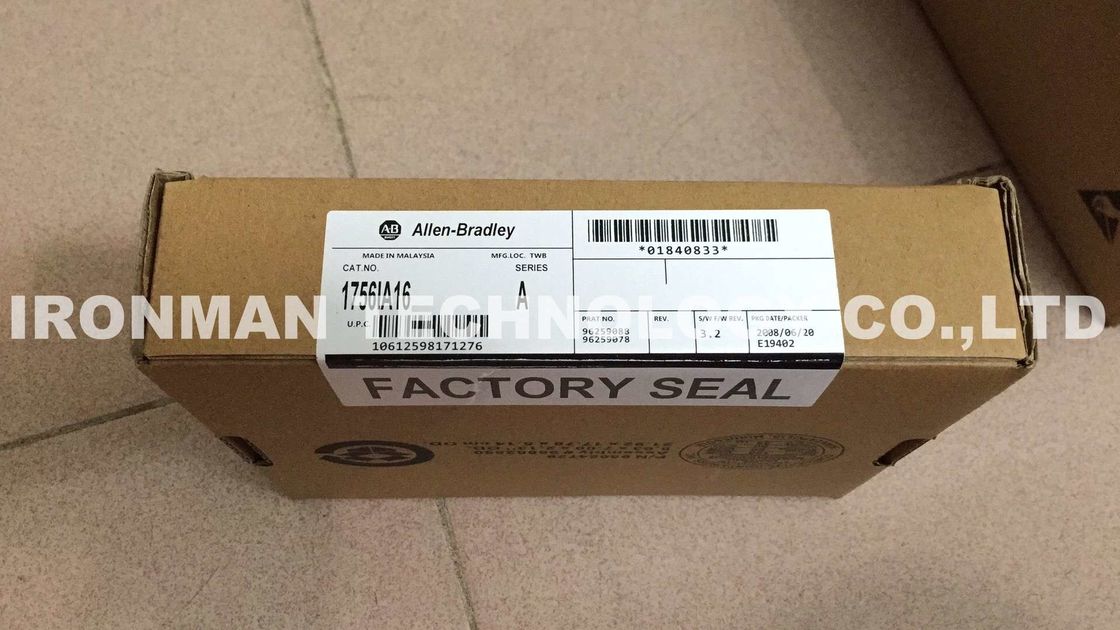 A-B Allen-Bradley
MADE IN MALAYSIA MFG.LOC. TWB
CAT.NO. SERIES
1756IA16 A
U.P.C.
10612598171276
*01840833*
PRAT NO. REV. S/W F/W REV. PKG DATE/PACKER
96259088 3.2 2008/06/20
96259078 E19402
FACTORY SEAL
IRONMAN TECHNOLOGY CO.,LTD